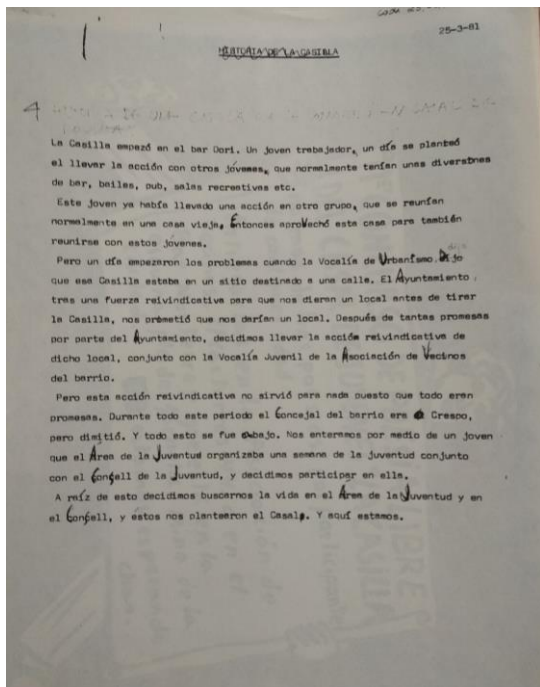 25-3-81
HISTORIA DE LA CASILLA
4
La Casilla empezó en el bar Dori. Un joven trabajador, un día se planteó
el llevar la acción con otros jóvenes, que normalmente tenían unas diversbnes
de bar, bailes, pub, salas recreativas etc.
Este joven ya había llevado una acción en otro grupo, que se reunían
normalmente en una casa vieja, Entonces aproVechó esta casa para también
reunirse con estos jóvenes.
Pero un día empezaron los problemas cuando la Vocalía de Urbanismo. Dijo
que esa Casilla estaba en un sitio destinado a una calle. El Ayuntamiento
tras una fuerza reivindicativa para que nos dieran un local antes de tirar
la Casilla, nos prometió que nos darían un local. Después de tantas promesas
por parte del Ayuntamiento, decidimos llevar la acción reivindicativa de
dicho local, conjunto con la Vocalía Juvenil de la Asociación de Vecinos
del barrio.
Pero esta acción reivindicativa no sirvió para nada puesto que todo eran
promesas. Durante todo este periodo el Concejal del barrio era Crespo,
pero dimitió. Y todo esto se fue abajo. Nos enteramos por medio de un joven
que el Área de la Juventud organizaba una semana de la juventud conjunto
con el Consell de la Juventud, y decidimos participar en ella.
A raíz de esto decidimos buscarnos la vida en el Área de la Juventud y en
el Consell, y éstos nos plantearon el Casalp. Y aquí estamos.